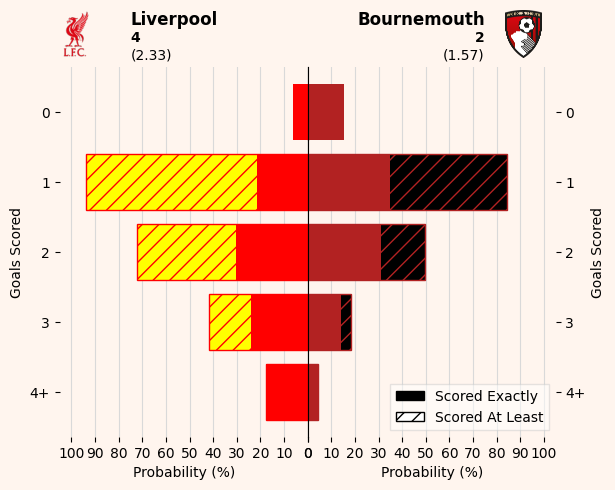 Liverpool
4
(2.33)
L.F.C.
Bournemouth
2
(1.57)
Goals Scored
0
1
2
3
4+
Goals Scored
0
1
2
3
4+
Scored Exactly
Scored At Least
100 90 80 70 60 50 40 30 20 10 0
0 10 20 30 40 50 60 70 80 90 100
Probability (%)
Probability (%)